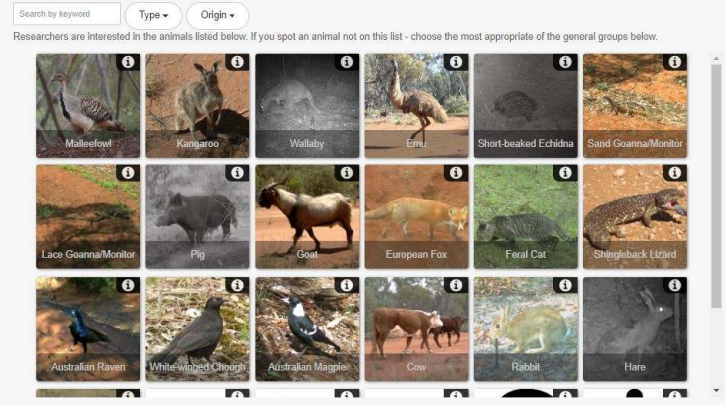 Search by keyword
Type
Origin
Researchers are interested in the animals listed below. If you spot an animal not on this list - choose the most appropriate of the general groups below.
Malleefowl
Kangaroo
Wallaby
Emu
Short-beaked Echidna
Sand Goanna/Monitor
Lace Goanna/Monitor
Pig
Goat
European Fox
Feral Cat
Shingleback Lizard
Australian Raven
White-winged Chough
Australian Magpie
Cow
Rabbit
Hare